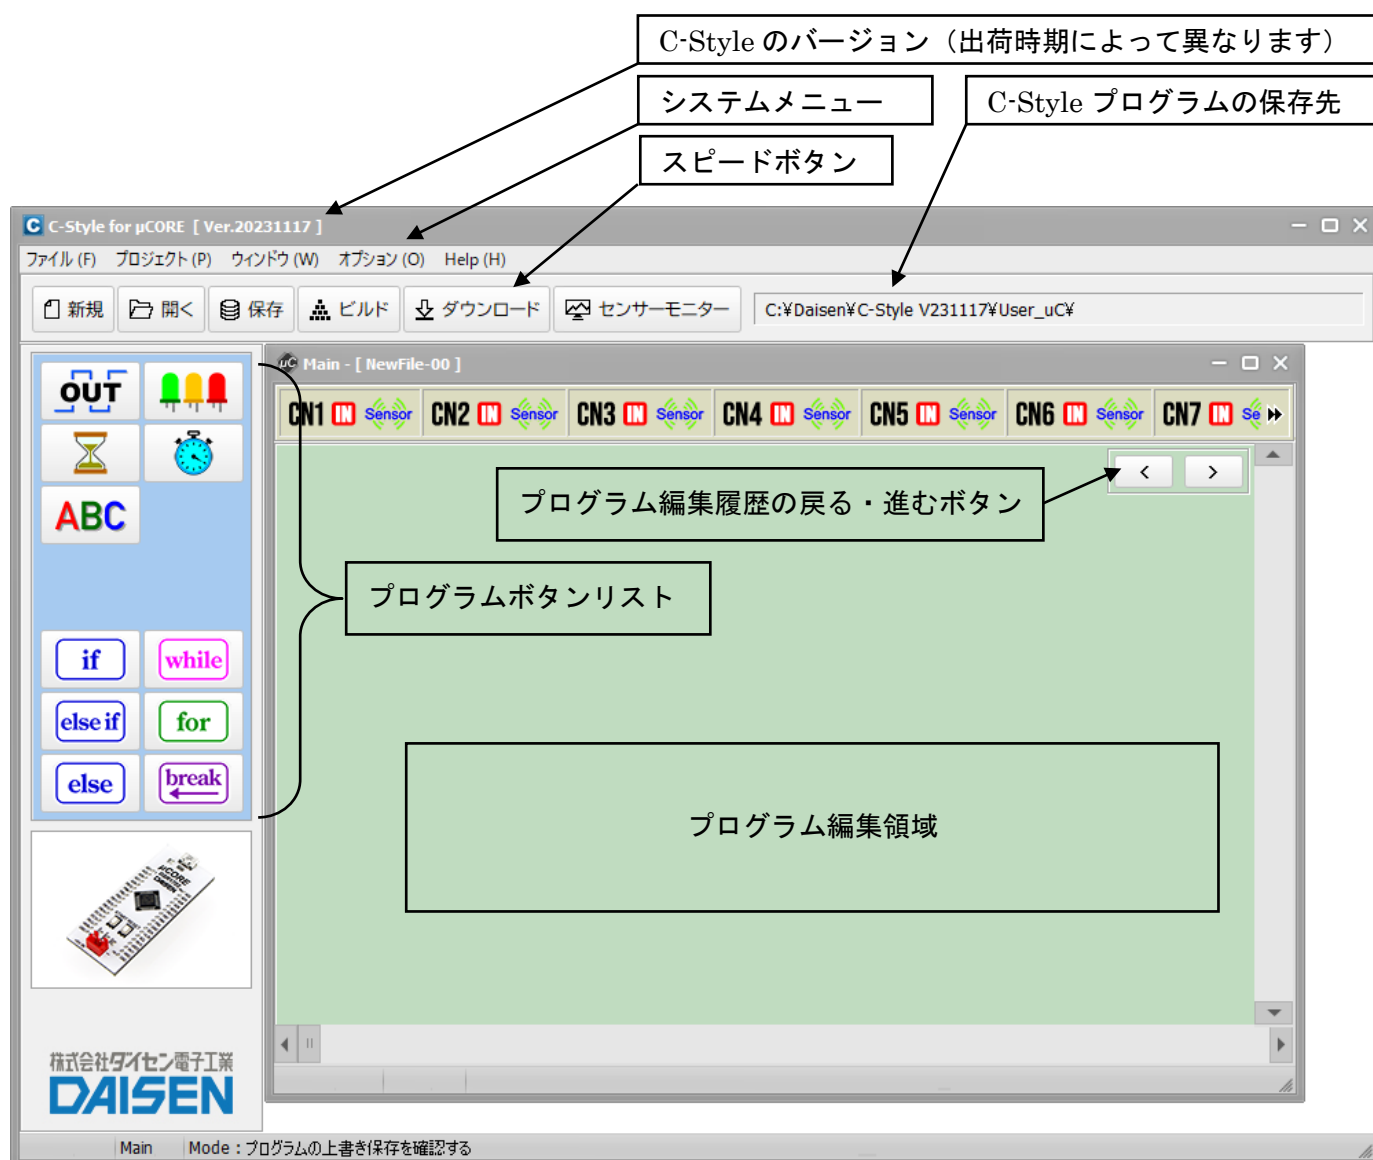 C-Style のバージョン（出荷時期によって異なります）
システムメニュー
C-Style プログラムの保存先
スピードボタン
C-Style for μCORE [ Ver.20231117 ]
ファイル (F) プロジェクト (P) ウィンドウ (W) オプション (O) Help (H)
新規 開く 保存 ビルド ダウンロード センサーモニター C:¥Daisen¥C-Style V231117¥User_uC¥
Main - [ NewFile-00 ]
CN1 IN Sensor CN2 IN Sensor CN3 IN Sensor CN4 IN Sensor CN5 IN Sensor CN6 IN Sensor CN7 IN Se
OUT
ABC
プログラム編集履歴の戻る・進むボタン
< >
プログラムボタンリスト
if while
else if for
else break
プログラム編集領域
μCORE
DAISEN
株式会社ダイセン電子工業
DAISEN
Main Mode：プログラムの上書き保存を確認する